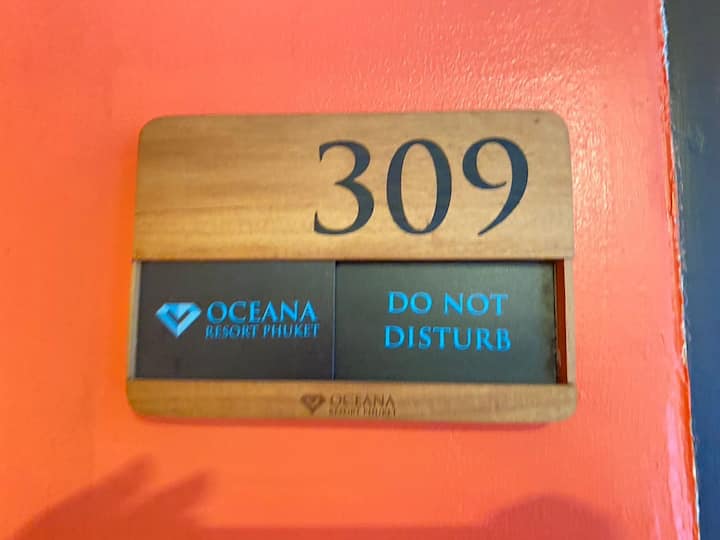 309
OCEANA
RESORT PHUKET
DO NOT
DISTURB
OCEANA
RESORT PHUKET